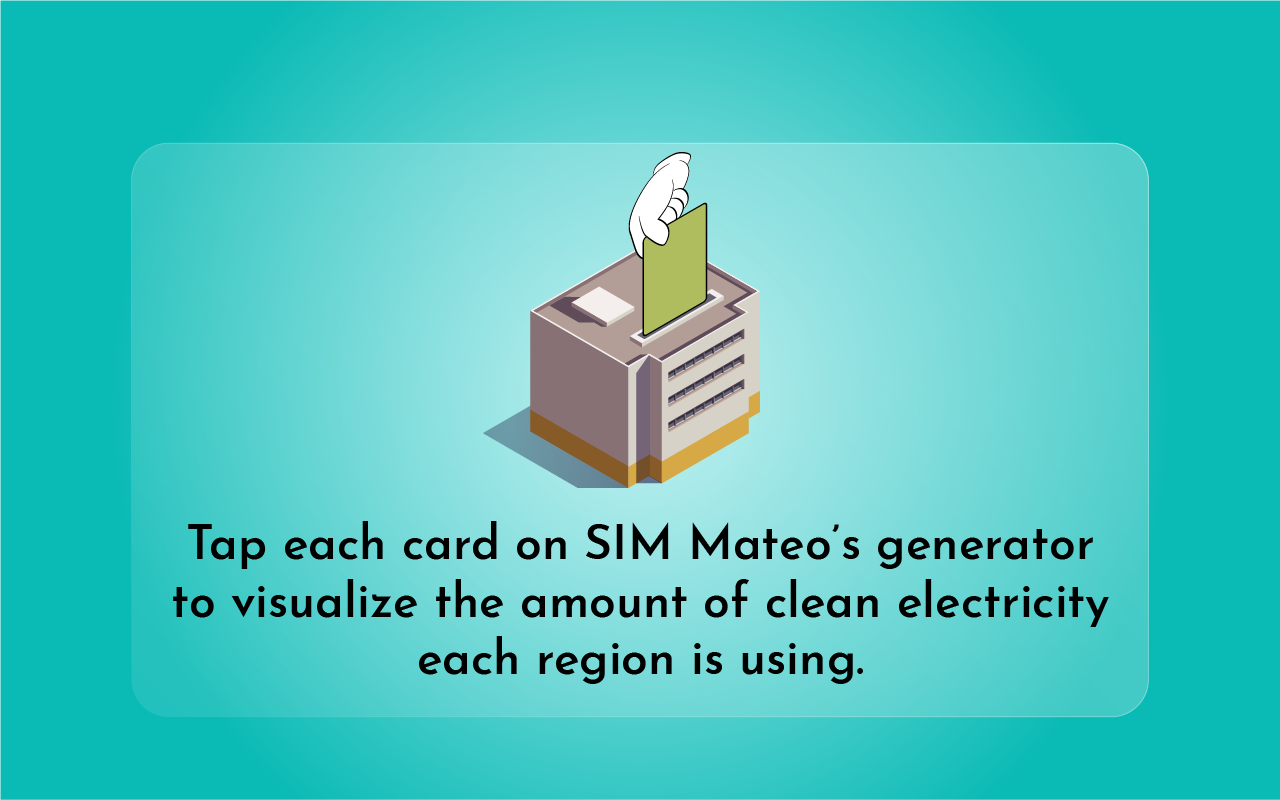 Tap each card on SIM Mateo’s generator
to visualize the amount of clean electricity
each region is using.